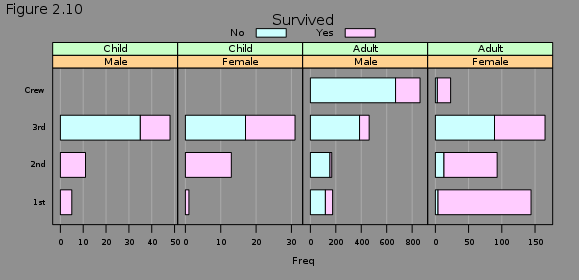 Figure 2.10
Survived
No Yes
Child Child Adult Adult
Male Female Male Female
Crew
3rd
2nd
1st
0 10 20 30 40 50 0 10 20 30 0 200 400 600 800 0 50 100 150
Freq